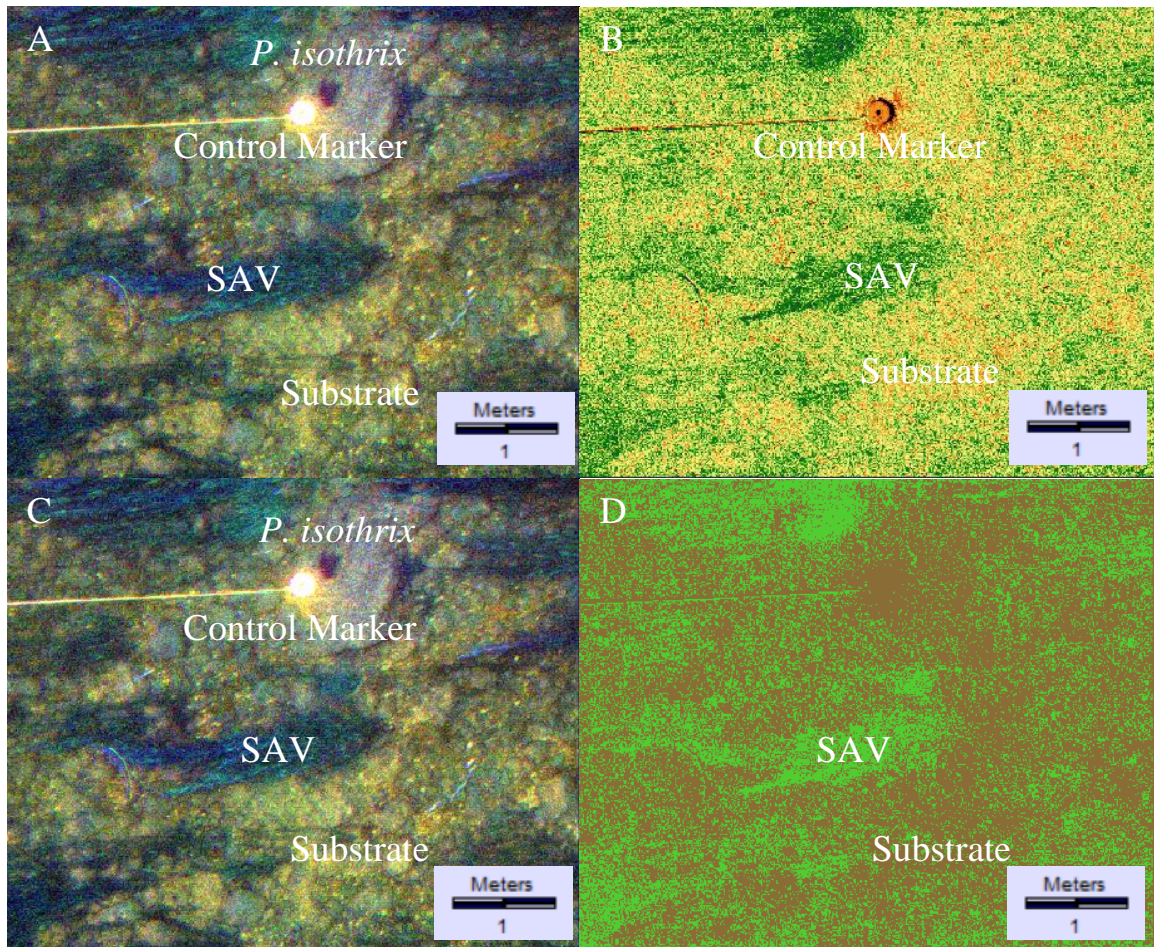 A
P. isothrix
Control Marker
SAV
Substrate
Meters
1
B
Control Marker
SAV
Substrate
Meters
1
C
P. isothrix
Control Marker
SAV
Substrate
Meters
1
D
SAV
Substrate
Meters
1